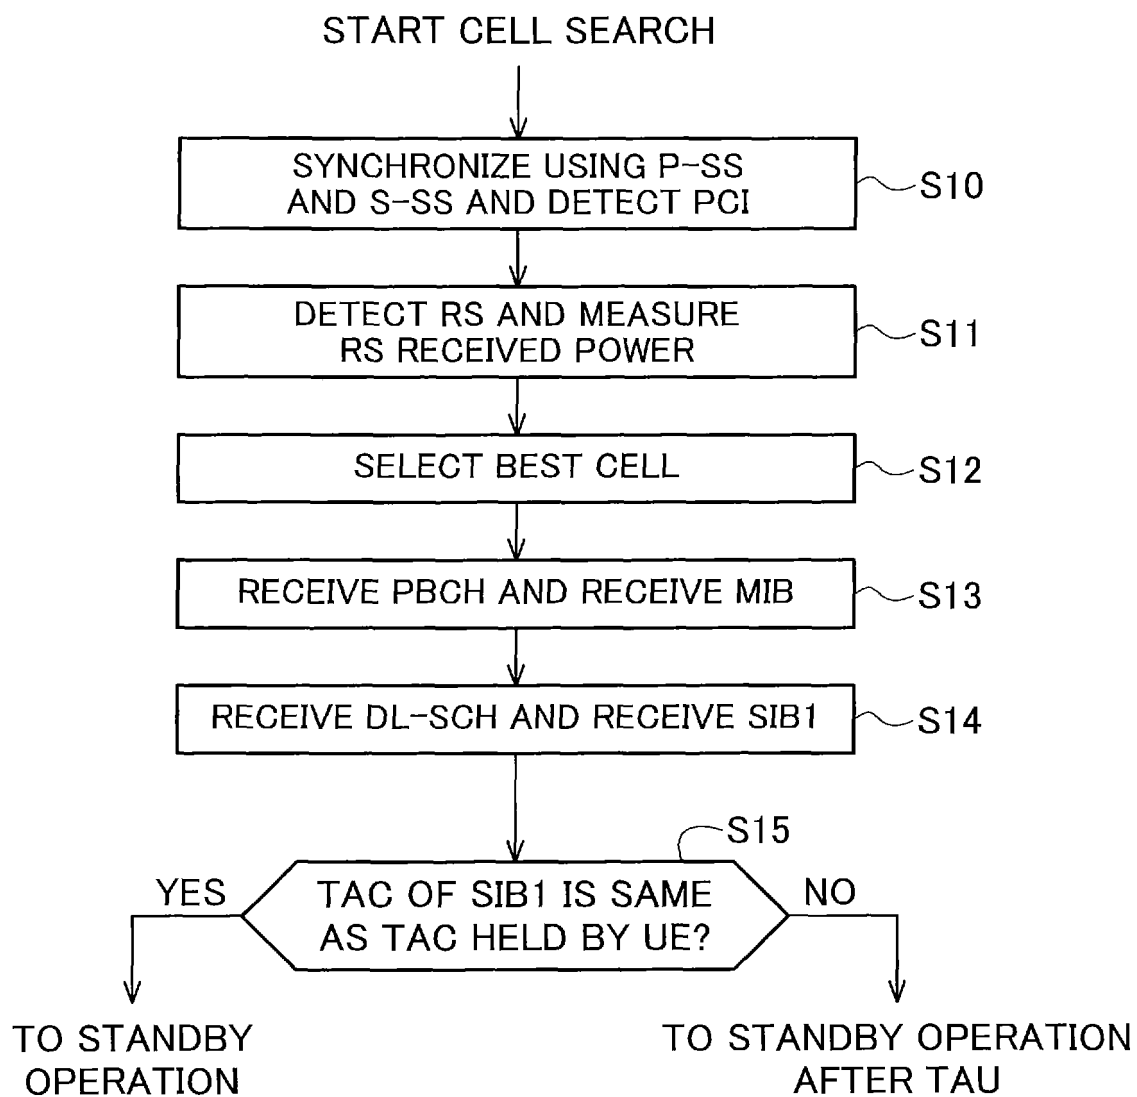 START CELL SEARCH
SYNCHRONIZE USING P-SS
AND S-SS AND DETECT PCI
S10
DETECT RS AND MEASURE
RS RECEIVED POWER
S11
SELECT BEST CELL
S12
RECEIVE PBCH AND RECEIVE MIB
S13
RECEIVE DL-SCH AND RECEIVE SIB1
S14
S15
YES
TAC OF SIB1 IS SAME
AS TAC HELD BY UE?
NO
TO STANDBY
OPERATION
TO STANDBY OPERATION
AFTER TAU